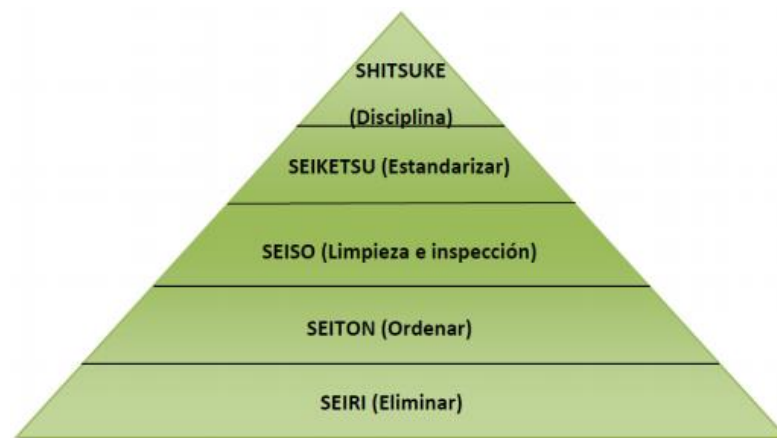 SHITSUKE
(Disciplina)
SEIKETSU (Estandarizar)
SEISO (Limpieza e inspección)
SEITON (Ordenar)
SEIRI (Eliminar)